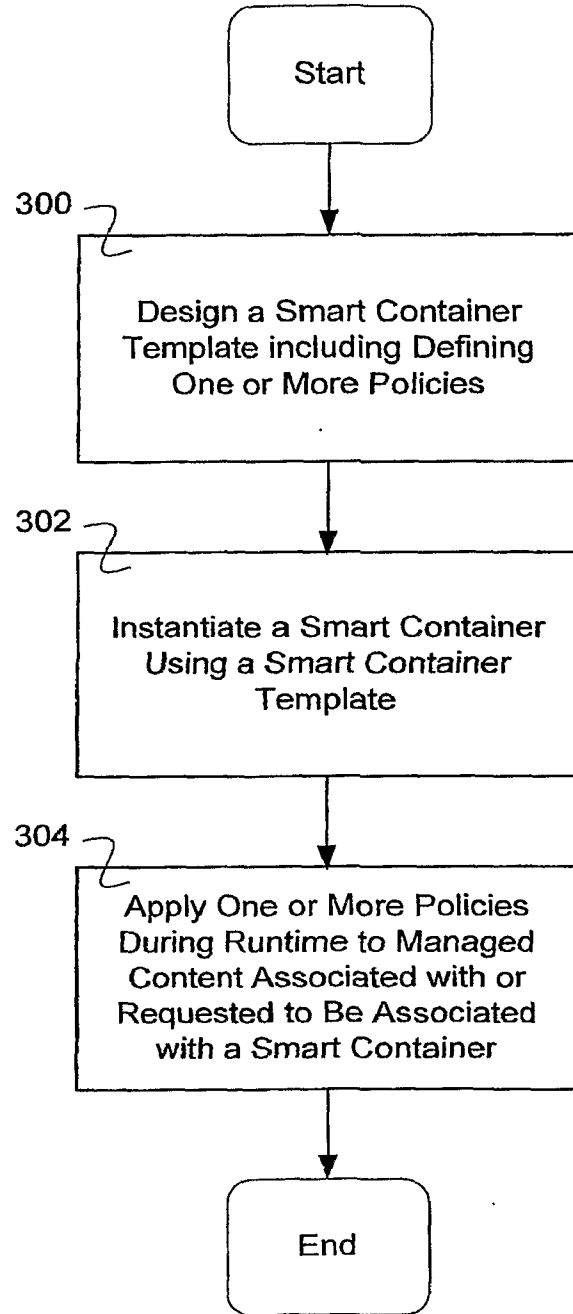 Start
300
Design a Smart Container
Template including Defining
One or More Policies
302
Instantiate a Smart Container
Using a Smart Container
Template
304
Apply One or More Policies
During Runtime to Managed
Content Associated with or
Requested to Be Associated
with a Smart Container
End